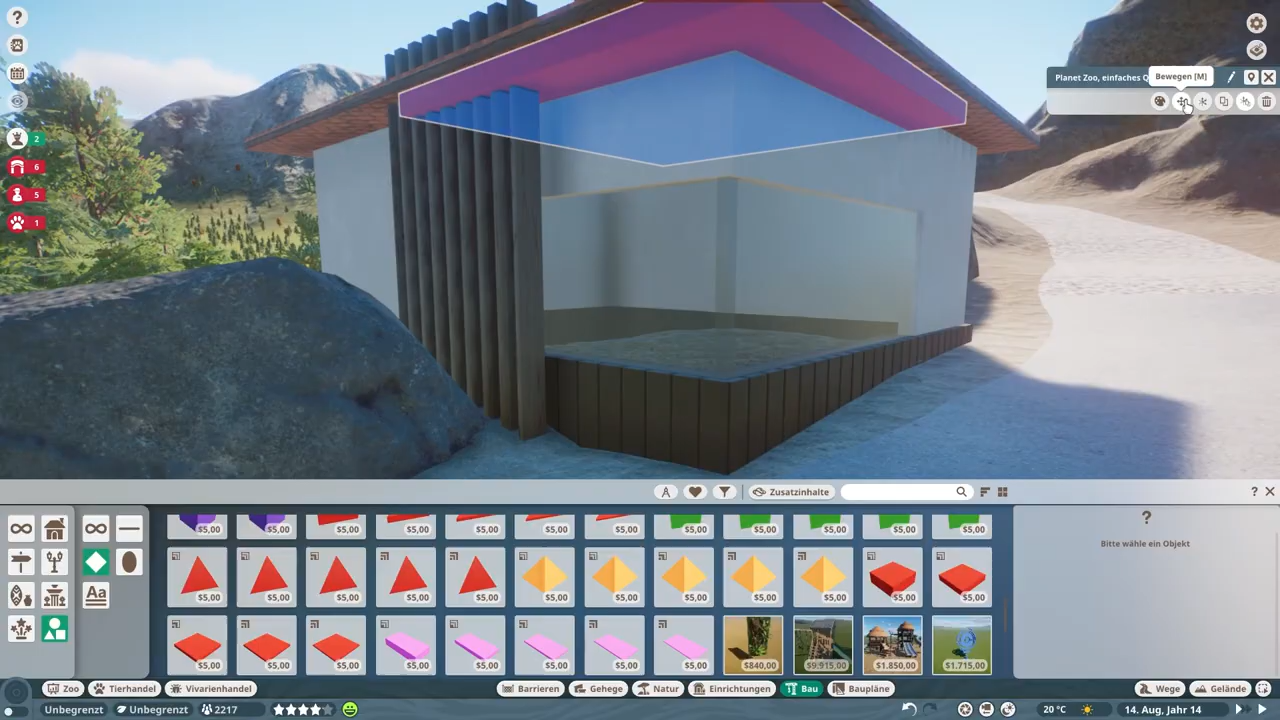 ?
Planet Zoo, einfaches Q
Bewegen [M]
2
6
5
1
Zusatzinhalte
?
$5,00 $5,00 $5,00 $5,00 $5,00 $5,00 $5,00 $5,00 $5,00 $5,00 $5,00 $5,00
$5,00 $5,00 $5,00 $5,00 $5,00 $5,00 $5,00 $5,00 $5,00 $5,00 $5,00 $5,00
$5,00 $5,00 $5,00 $5,00 $5,00 $5,00 $5,00 $5,00 $840,00 $9.915,00 $1.850,00 $1.715,00
Aa
?
Bitte wähle ein Objekt
Zoo Tierhandel Vivarienhandel Barrieren Gehege Natur Einrichtungen Bau Baupläne Wege Gelände
Unbegrenzt Unbegrenzt 2217 20 °C 14. Aug, Jahr 14